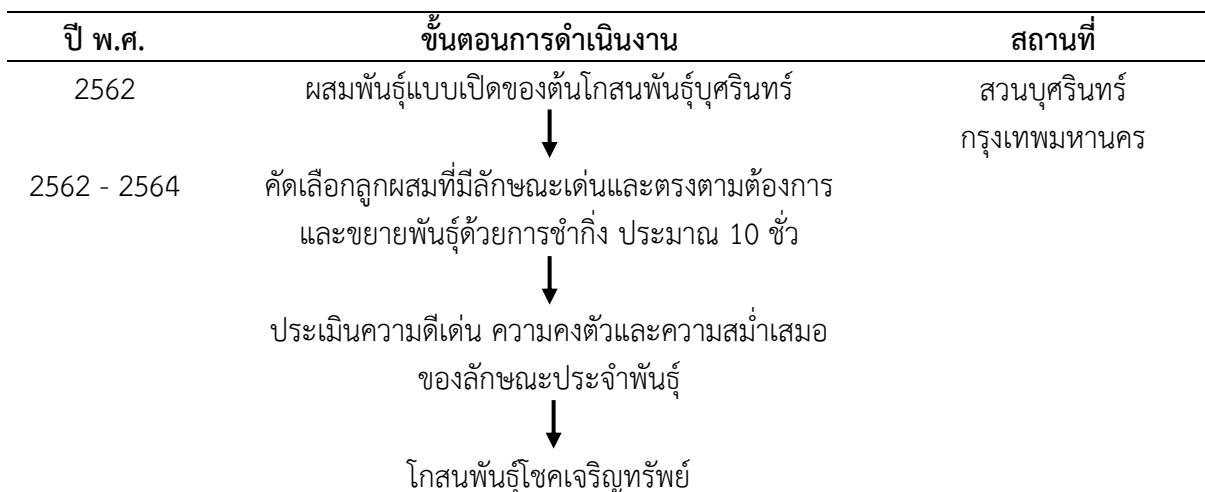 ปี พ.ศ. ขั้นตอนการดำเนินงาน สถานที่
2562 ผสมพันธุ์แบบเปิดของต้นโกสนพันธุ์บุศรินทร์ สวนบุศรินทร์
กรุงเทพมหานคร
2562 - 2564 คัดเลือกลูกผสมที่มีลักษณะเด่นและตรงตามต้องการ
และขยายพันธุ์ด้วยการชำกิ่ง ประมาณ 10 ชั่ว
ประเมินความดีเด่น ความคงตัวและความสม่ำเสมอ
ของลักษณะประจำพันธุ์
โกสนพันธุ์โชคเจริญทรัพย์